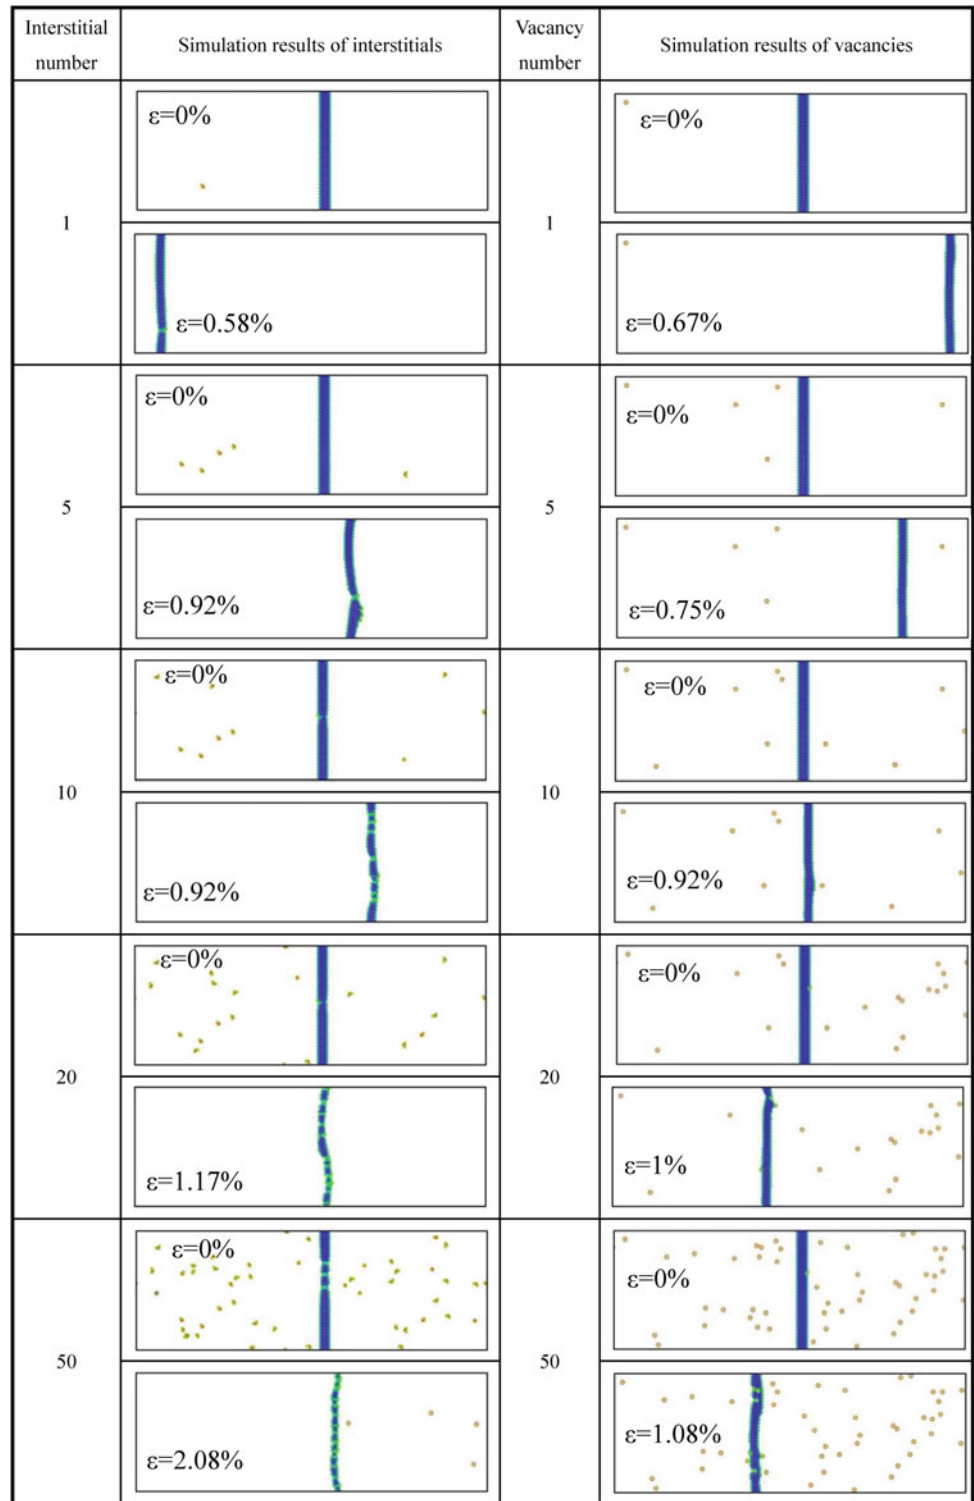 Interstitial number
Simulation results of interstitials
Vacancy number
Simulation results of vacancies
1
ε=0%
1
ε=0%
ε=0.58%
ε=0.67%
5
ε=0%
5
ε=0%
ε=0.92%
ε=0.75%
10
ε=0%
10
ε=0%
ε=0.92%
ε=0.92%
20
ε=0%
20
ε=0%
ε=1.17%
ε=1%
50
ε=0%
50
ε=0%
ε=2.08%
ε=1.08%